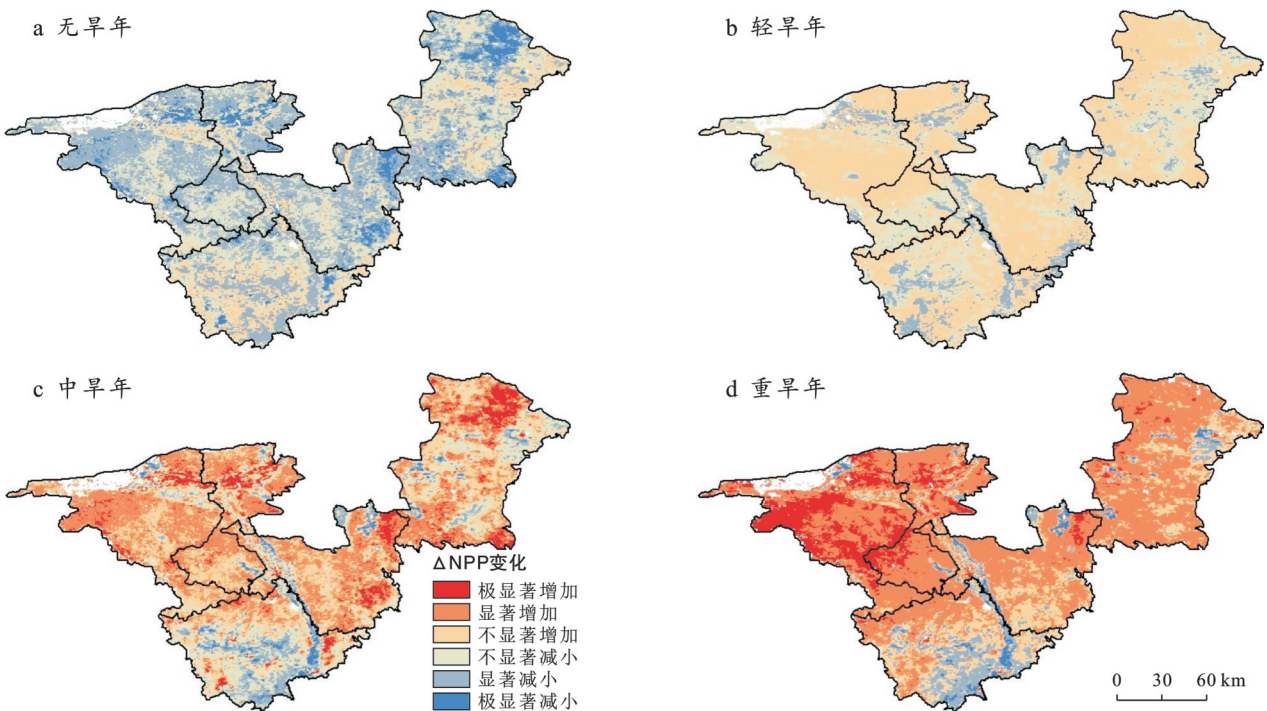 a 无旱年
b 轻旱年
c 中旱年
d 重旱年
△NPP变化
极显著增加
显著增加
不显著增加
不显著减小
显著减小
极显著减小
0 30 60 km